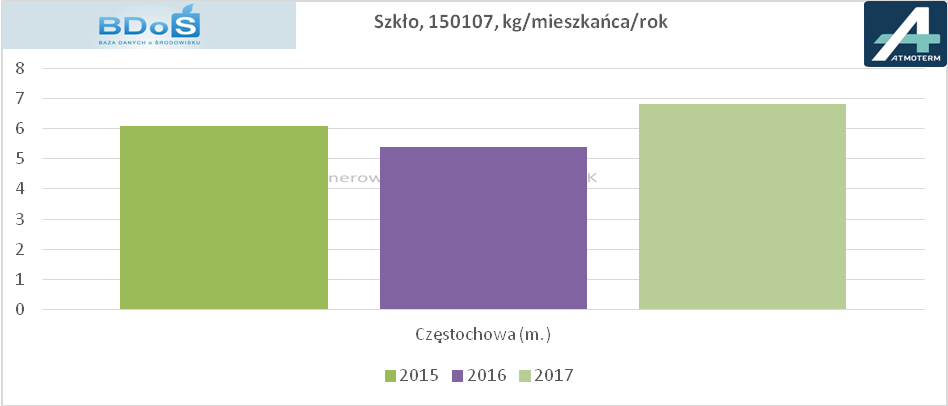 BDoŚ
BAZA DANYCH o ŚRODOWISKU
Szkło, 150107, kg/mieszkańca/rok
ATMOTERM
8
7
6
5
4
3
2
1
0
Częstochowa (m.)
2015 2016 2017